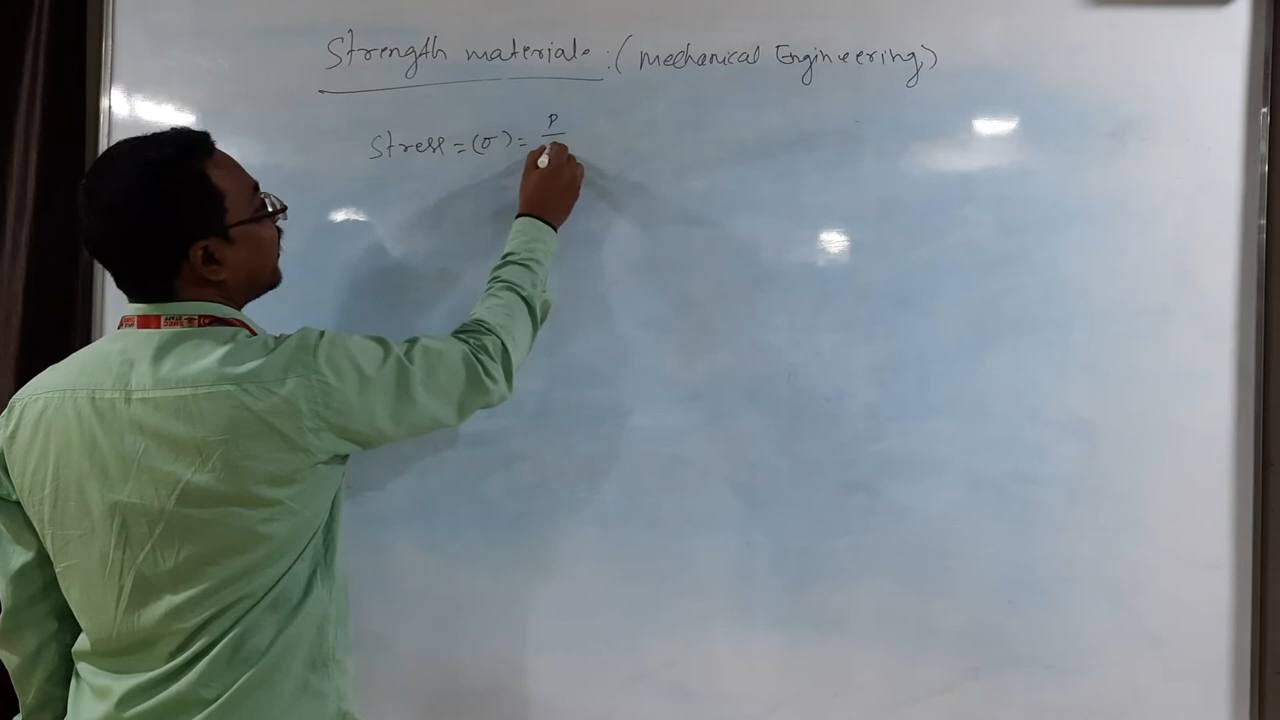 Strength materials : (mechanical Engineering)
Stress = (σ) = P/